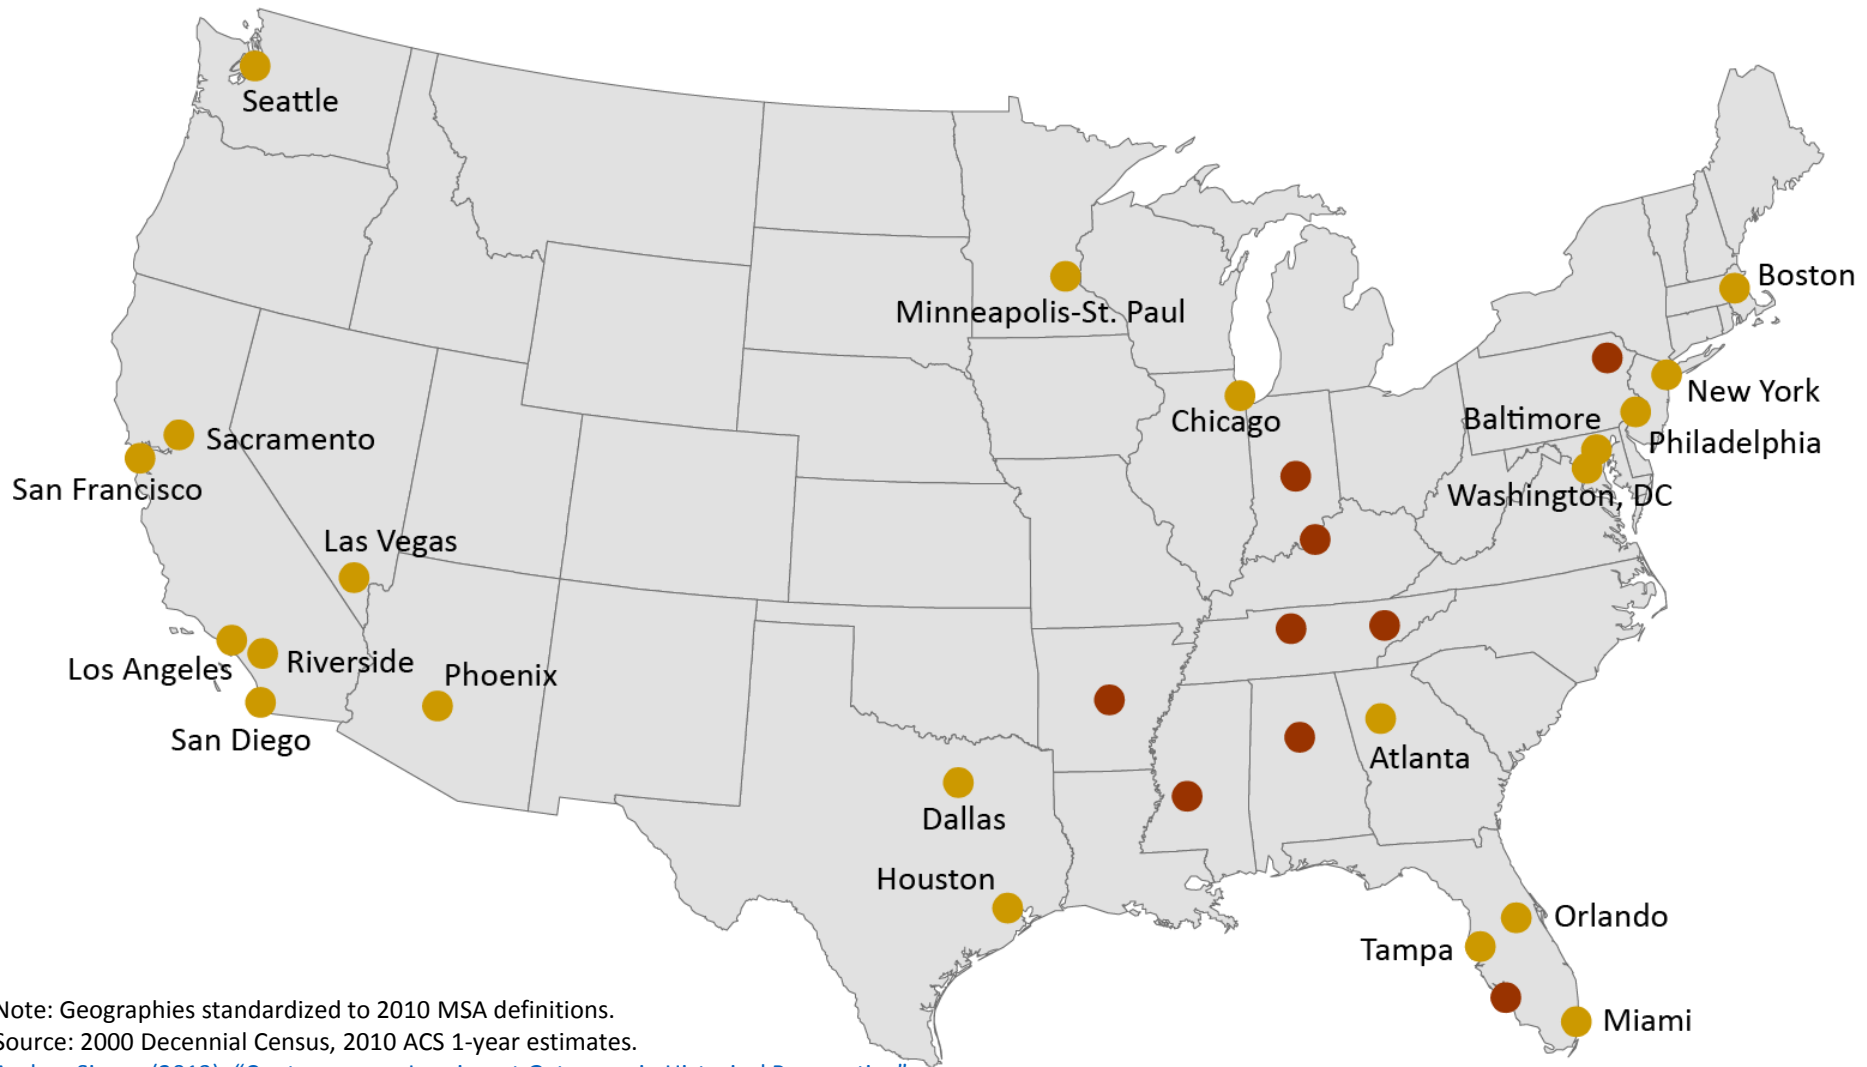 Seattle
Boston
Minneapolis-St. Paul
New York
Chicago
Baltimore
Sacramento
Philadelphia
San Francisco
Washington, DC
Las Vegas
Los Angeles
Riverside
Phoenix
San Diego
Atlanta
Dallas
Houston
Orlando
Tampa
Miami
Note: Geographies standardized to 2010 MSA definitions.
Source: 2000 Decennial Census, 2010 ACS 1-year estimates.